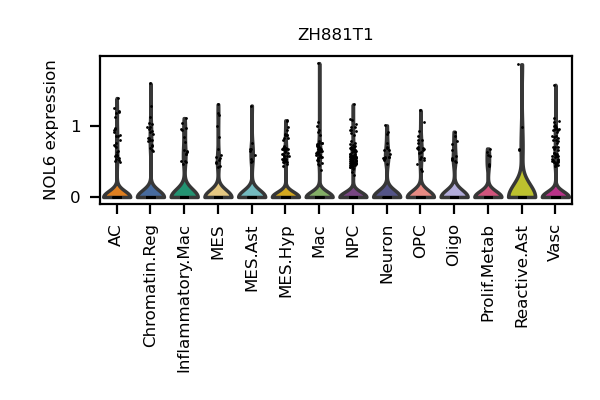 ZH881T1
NOL6 expression
1
0
AC
Chromatin.Reg
Inflammatory.Mac
MES
MES.Ast
MES.Hyp
Mac
NPC
Neuron
OPC
Oligo
Prolif.Metab
Reactive.Ast
Vasc